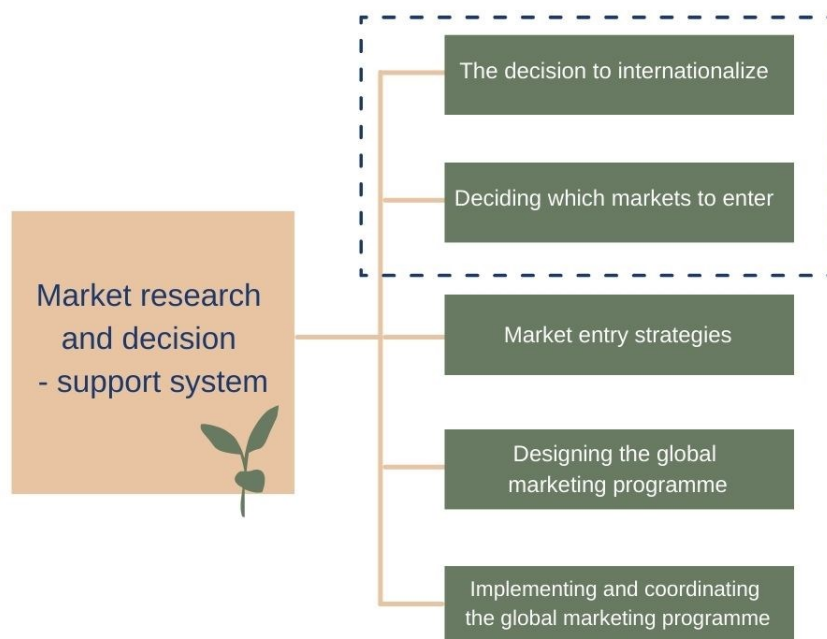 The decision to internationalize
Deciding which markets to enter
Market research
and decision
- support system
Market entry strategies
Designing the global
marketing programme
Implementing and coordinating
the global marketing programme